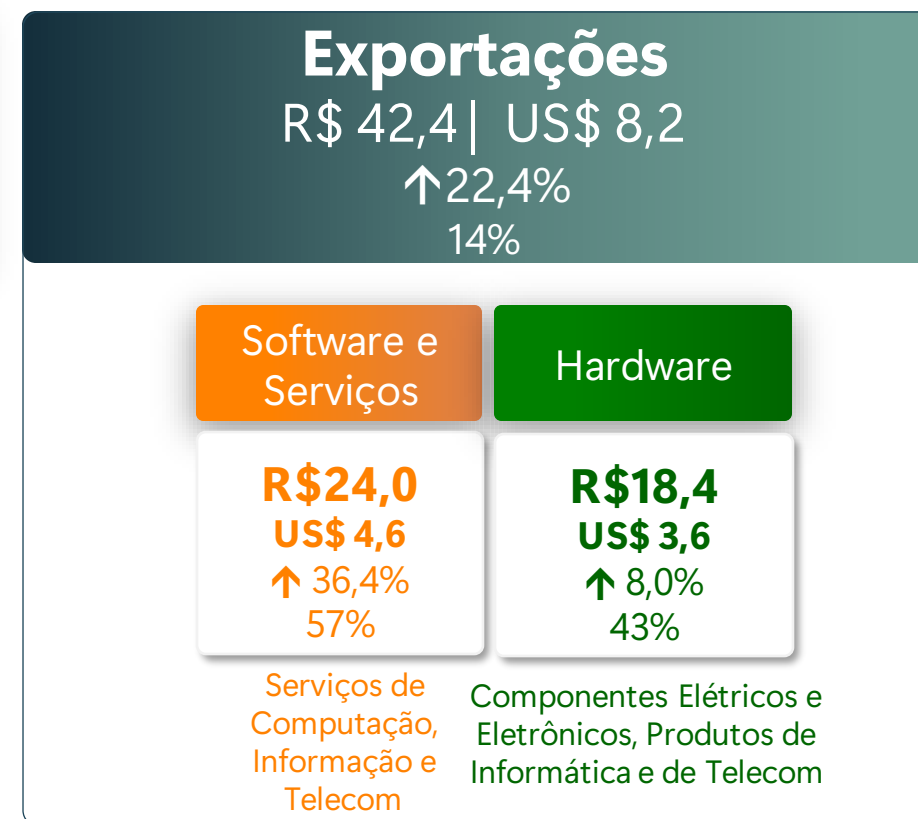 Exportações
R$ 42,4| US$ 8,2
↑22,4%
14%
Software e
Serviços
R$24,0
US$ 4,6
↑ 36,4%
57%
Serviços de
Computação,
Informação e
Telecom
Hardware
R$18,4
US$ 3,6
↑ 8,0%
43%
Componentes Elétricos e
Eletrônicos, Produtos de
Informática e de Telecom